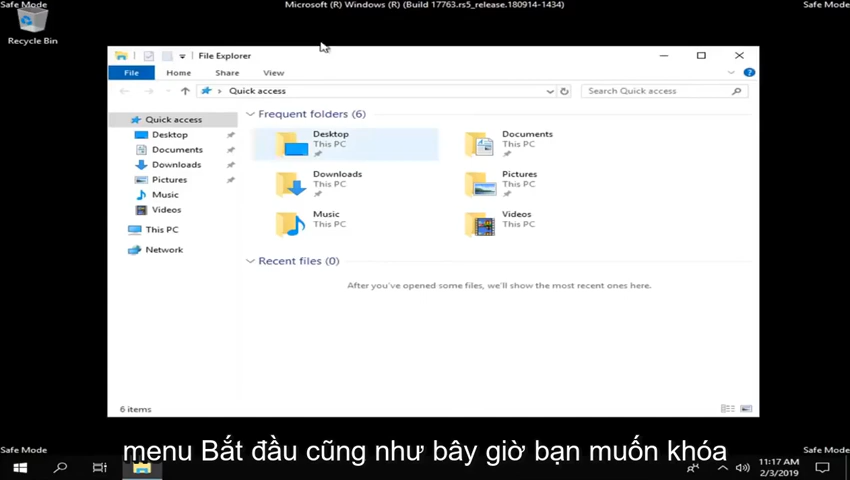 Safe Mode
Microsoft (R) Windows (R) (Build 17763.rs5_release.180914-1434)
Safe Mode
Recycle Bin
File Explorer
File
Home
Share
View
Quick access
Search Quick access
Quick access
Desktop
Documents
Downloads
Pictures
Music
Videos
This PC
Network
Frequent folders (6)
Desktop
This PC
Documents
This PC
Downloads
This PC
Pictures
This PC
Music
This PC
Videos
This PC
Recent files (0)
After you've opened some files, we'll show the most recent ones here.
6 items
Safe Mode
Safe Mode
menu Bắt đầu cũng như bây giờ bạn muốn khóa
11:17 AM
2/3/2019